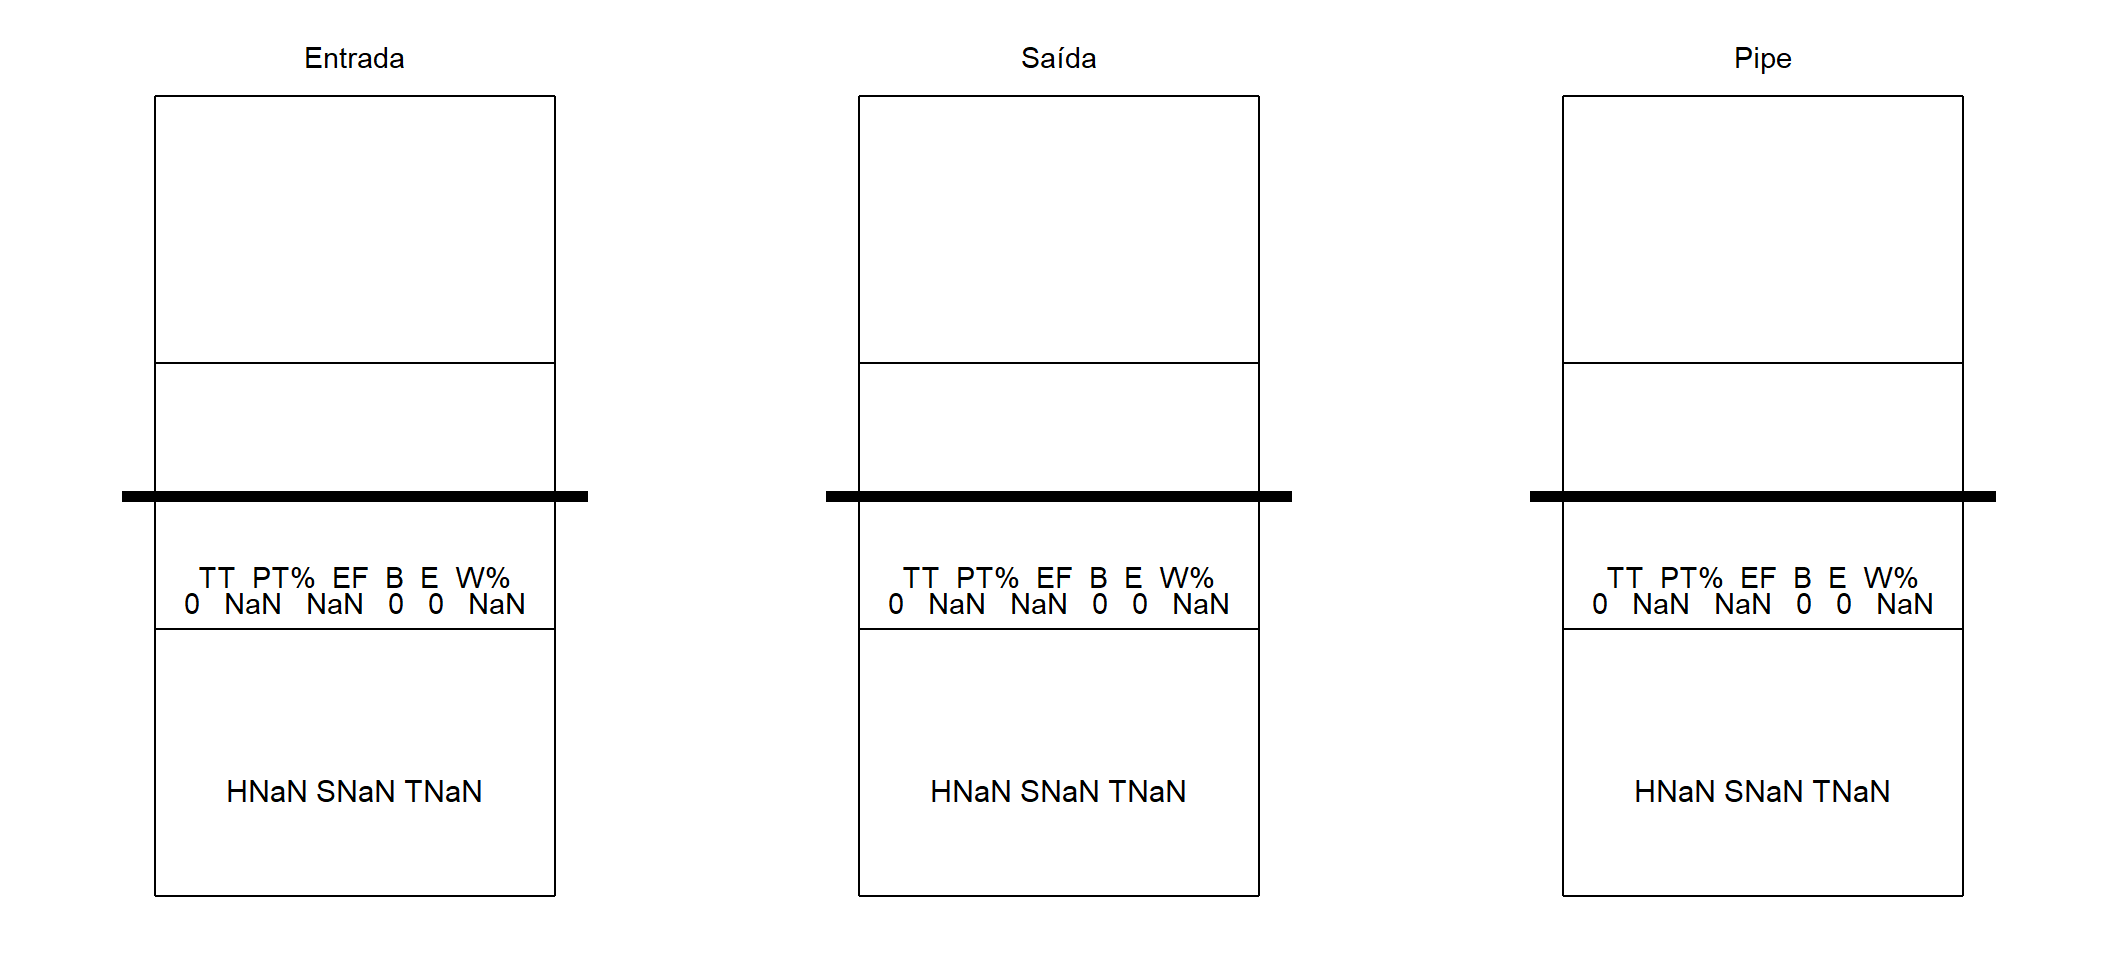 Entrada
TT PT% EF B E W%
0 NaN NaN 0 0 NaN
HNaN SNaN TNaN
Saída
TT PT% EF B E W%
0 NaN NaN 0 0 NaN
HNaN SNaN TNaN
Pipe
TT PT% EF B E W%
0 NaN NaN 0 0 NaN
HNaN SNaN TNaN